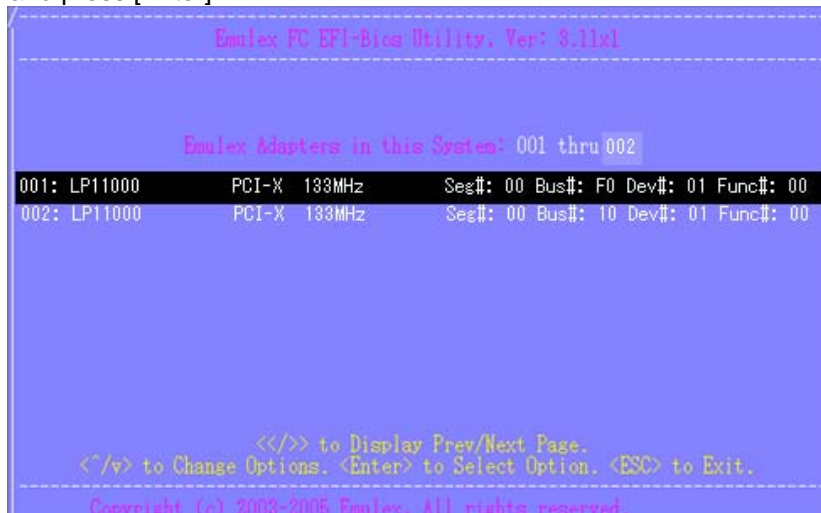 Emulex FC EFI-Bios Utility. Ver: 3.11x1
Emulex Adapters in this System: 001 thru 002
001: LP11000 PCI-X 133MHz Seg#: 00 Bus#: F0 Dev#: 01 Func#: 00
002: LP11000 PCI-X 133MHz Seg#: 00 Bus#: 10 Dev#: 01 Func#: 00
<</>> to Display Prev/Next Page.
<^/v> to Change Options. <Enter> to Select Option. <ESC> to Exit.
Copyright (c) 2003-2005 Emulex. All rights reserved